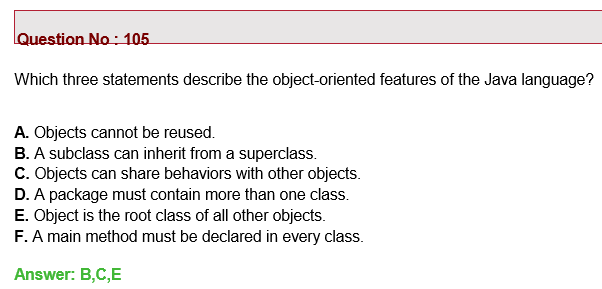 Question No : 105
Which three statements describe the object-oriented features of the Java language?
A. Objects cannot be reused.
B. A subclass can inherit from a superclass.
C. Objects can share behaviors with other objects.
D. A package must contain more than one class.
E. Object is the root class of all other objects.
F. A main method must be declared in every class.
Answer: B,C,E